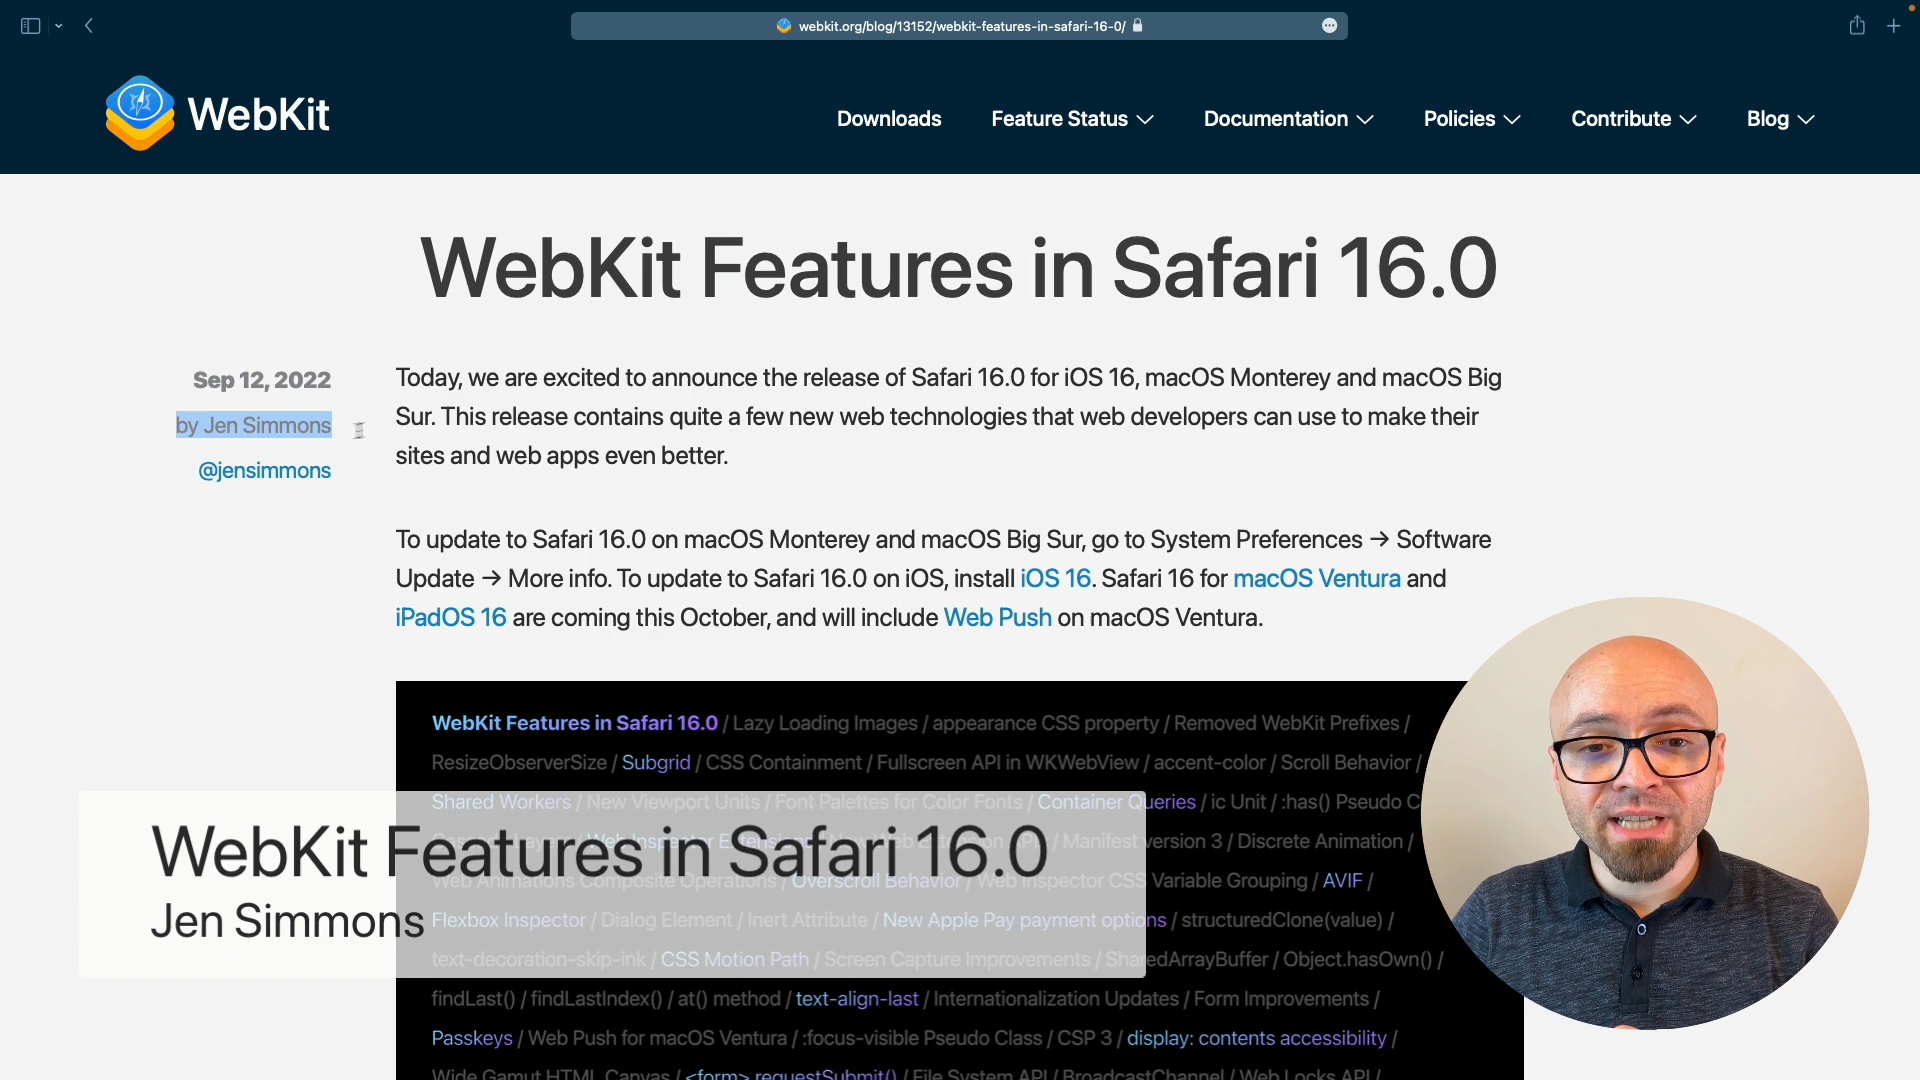 webkit.org/blog/13152/webkit-features-in-safari-16-0/
WebKit
Downloads
Feature Status
Documentation
Policies
Contribute
Blog
WebKit Features in Safari 16.0
Sep 12, 2022
by Jen Simmons
@jensimmons
Today, we are excited to announce the release of Safari 16.0 for iOS 16, macOS Monterey and macOS Big
Sur. This release contains quite a few new web technologies that web developers can use to make their
sites and web apps even better.
To update to Safari 16.0 on macOS Monterey and macOS Big Sur, go to System Preferences → Software
Update → More info. To update to Safari 16.0 on iOS, install iOS 16. Safari 16 for macOS Ventura and
iPadOS 16 are coming this October, and will include Web Push on macOS Ventura.
WebKit Features in Safari 16.0 / Lazy Loading Images / appearance CSS property / Removed WebKit Prefixes /
ResizeObserverSize / Subgrid / CSS Containment / Fullscreen API in WKWebView / accent-color / Scroll Behavior /
Shared Workers / New Viewport Units / Font Palettes for Color Fonts / Container Queries / ic Unit / :has() Pseudo C
/ Manifest version 3 / Discrete Animation /
Web Animations Composite Operations / Overscroll Behavior / Web Inspector CSS Variable Grouping / AVIF /
Flexbox Inspector / Dialog Element / Inert Attribute / New Apple Pay payment options / structuredClone(value) /
text-decoration-skip-ink / CSS Motion Path / Screen Capture Improvements / SharedArrayBuffer / Object.hasOwn() /
findLast() / findLastIndex() / at() method / text-align-last / Internationalization Updates / Form Improvements /
Passkeys / Web Push for macOS Ventura / :focus-visible Pseudo Class / CSP 3 / display: contents accessibility /
Wide Gamut HTML Canvas / <form> requestSubmit() / File System API / BroadcastChannel / Web Locks API /
WebKit Features in Safari 16.0
Jen Simmons